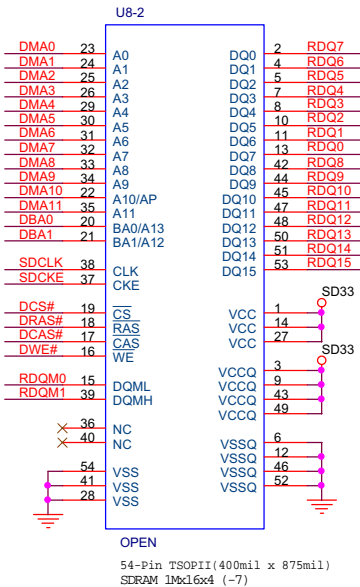 U8-2
DMA0 23 A0 DQ0 2 RDQ7
DMA1 24 A1 DQ1 4 RDQ6
DMA2 25 A2 DQ2 5 RDQ5
DMA3 26 A3 DQ3 7 RDQ4
DMA4 29 A4 DQ4 8 RDQ3
DMA5 30 A5 DQ5 10 RDQ2
DMA6 31 A6 DQ6 11 RDQ1
DMA7 32 A7 DQ7 13 RDQ0
DMA8 33 A8 DQ8 42 RDQ8
DMA9 34 A9 DQ9 44 RDQ9
DMA10 22 A10/AP DQ10 45 RDQ10
DMA11 35 A11 DQ11 47 RDQ11
DBA0 20 BA0/A13 DQ12 48 RDQ12
DBA1 21 BA1/A12 DQ13 50 RDQ13
DQ14 51 RDQ14
SDCLK 38 CLK DQ15 53 RDQ15
SDCKE 37 CKE
SD33
DCS# 19 CS VCC 1
DRAS# 18 RAS VCC 14
DCAS# 17 CAS VCC 27
DWE# 16 WE
SD33
RDQM0 15 DQML VCCQ 3
RDQM1 39 DQMH VCCQ 9
VCCQ 43
VCCQ 49
36 NC
40 NC VSSQ 6
VSSQ 12
54 VSS VSSQ 46
41 VSS VSSQ 52
28 VSS
OPEN
54-Pin TSOPII(400mil x 875mil)
SDRAM 1Mx16x4 (-7)